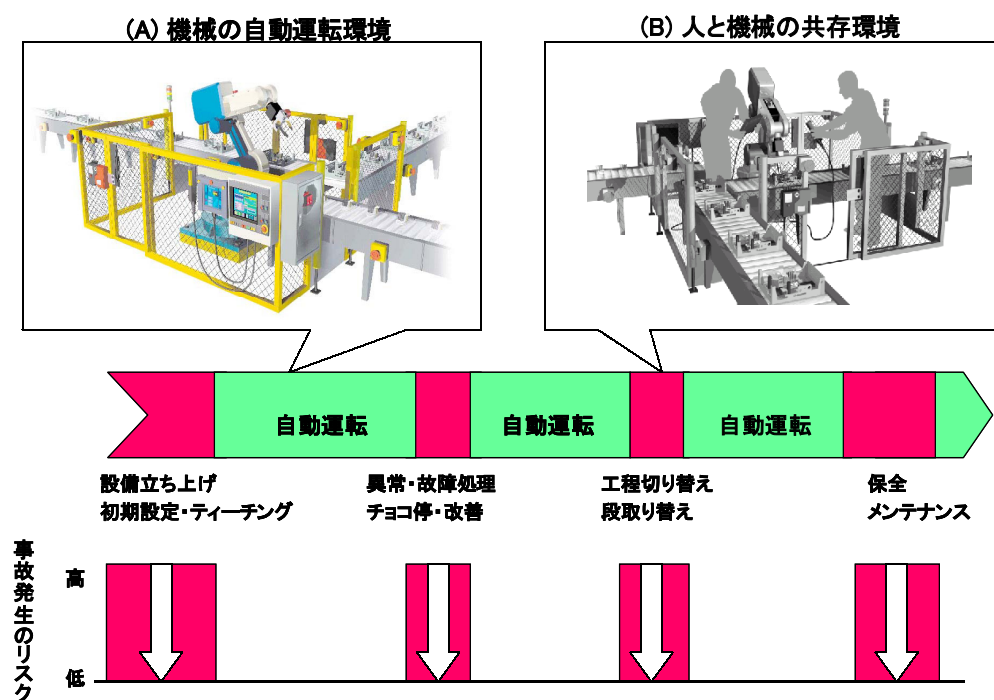 (A) 機械の自動運転環境
(B) 人と機械の共存環境
自動運転
自動運転
自動運転
設備立ち上げ
初期設定・ティーチング
異常・故障処理
チョコ停・改善
工程切り替え
段取り替え
保全
メンテナンス
事故発生のリスク
高
低